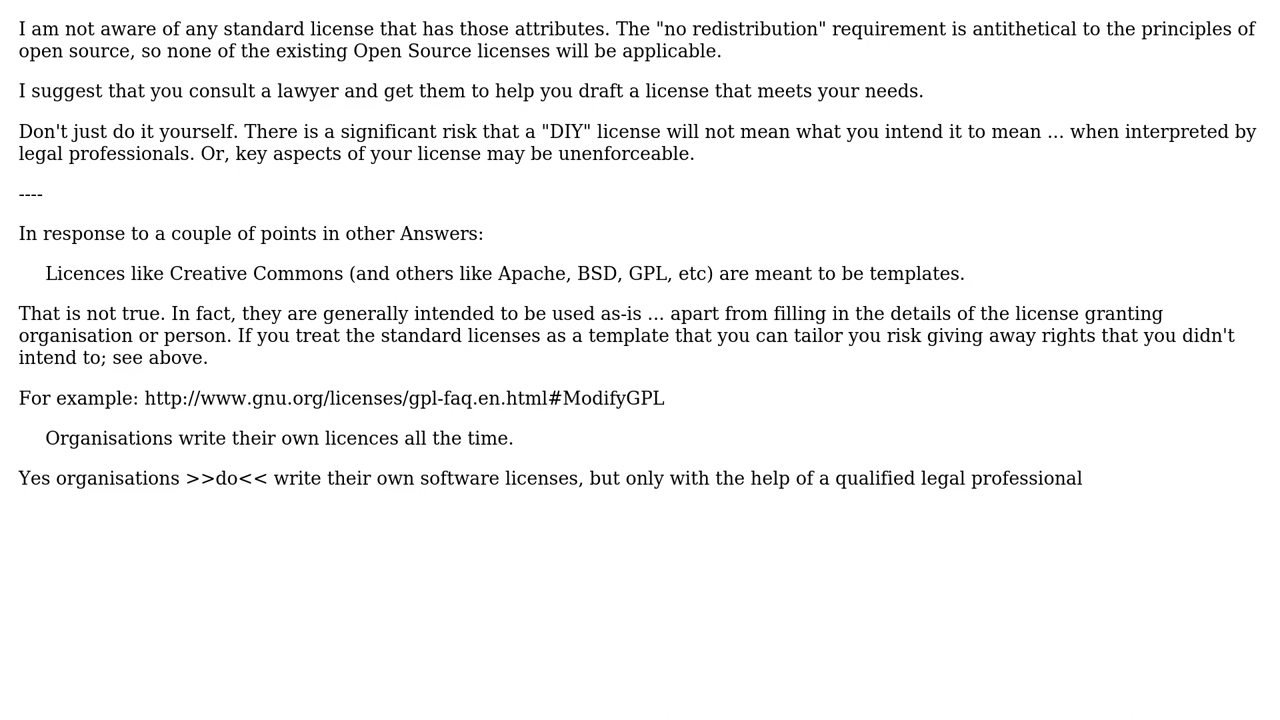 I am not aware of any standard license that has those attributes. The "no redistribution" requirement is antithetical to the principles of
open source, so none of the existing Open Source licenses will be applicable.
I suggest that you consult a lawyer and get them to help you draft a license that meets your needs.
Don't just do it yourself. There is a significant risk that a "DIY" license will not mean what you intend it to mean ... when interpreted by
legal professionals. Or, key aspects of your license may be unenforceable.
----
In response to a couple of points in other Answers:
Licences like Creative Commons (and others like Apache, BSD, GPL, etc) are meant to be templates.
That is not true. In fact, they are generally intended to be used as-is ... apart from filling in the details of the license granting
organisation or person. If you treat the standard licenses as a template that you can tailor you risk giving away rights that you didn't
intend to; see above.
For example: http://www.gnu.org/licenses/gpl-faq.en.html#ModifyGPL
Organisations write their own licences all the time.
Yes organisations >>do<< write their own software licenses, but only with the help of a qualified legal professional